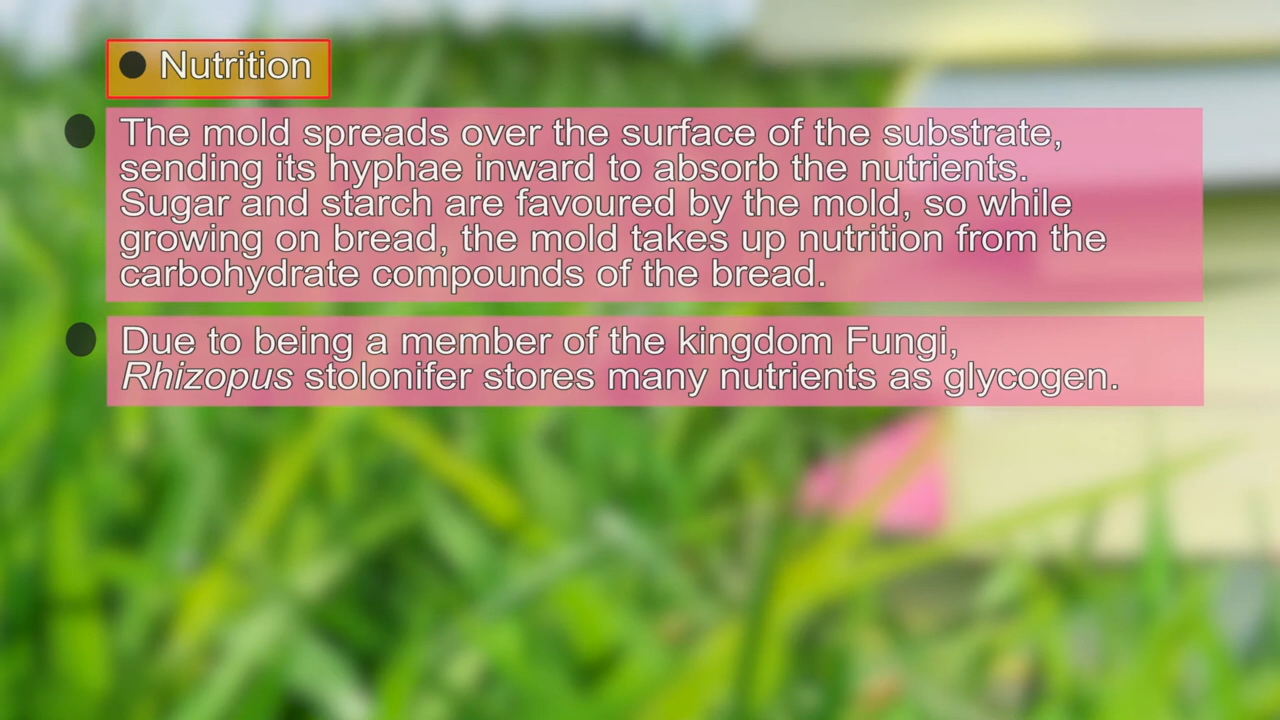 ● Nutrition
● The mold spreads over the surface of the substrate,
sending its hyphae inward to absorb the nutrients.
Sugar and starch are favoured by the mold, so while
growing on bread, the mold takes up nutrition from the
carbohydrate compounds of the bread.
● Due to being a member of the kingdom Fungi,
Rhizopus stolonifer stores many nutrients as glycogen.